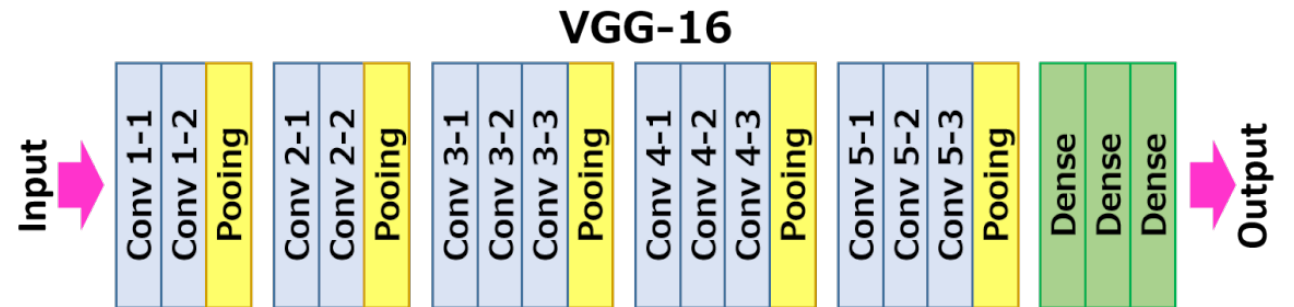 VGG-16
Input
Conv 1-1
Conv 1-2
Pooing
Conv 2-1
Conv 2-2
Pooing
Conv 3-1
Conv 3-2
Conv 3-3
Pooing
Conv 4-1
Conv 4-2
Conv 4-3
Pooing
Conv 5-1
Conv 5-2
Conv 5-3
Pooing
Dense
Dense
Dense
Output